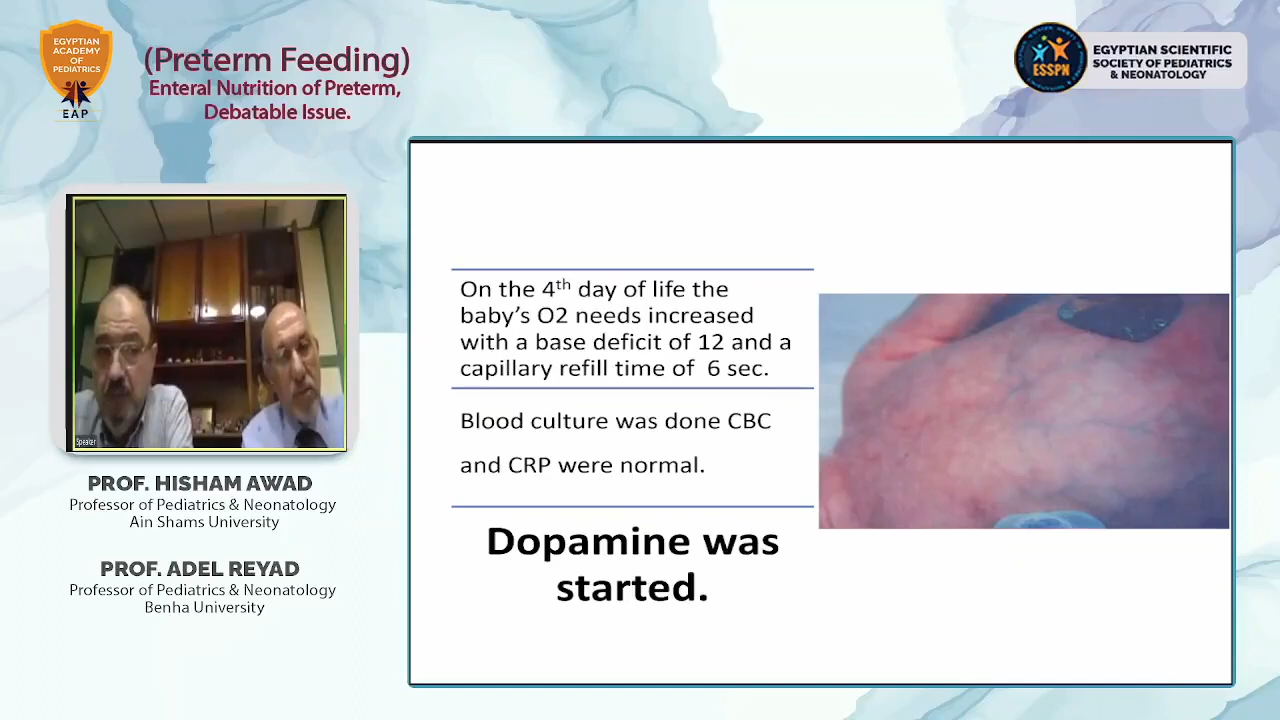 EGYPTIAN
ACADEMY
OF
PEDIATRICS
EAP
(Preterm Feeding)
Enteral Nutrition of Preterm,
Debatable Issue.
ESSPN
EGYPTIAN SCIENTIFIC
SOCIETY OF PEDIATRICS
& NEONATOLOGY
Speaker
PROF. HISHAM AWAD
Professor of Pediatrics & Neonatology
Ain Shams University
PROF. ADEL REYAD
Professor of Pediatrics & Neonatology
Benha University
On the 4th day of life the
baby's O2 needs increased
with a base deficit of 12 and a
capillary refill time of 6 sec.
Blood culture was done CBC
and CRP were normal.
Dopamine was
started.